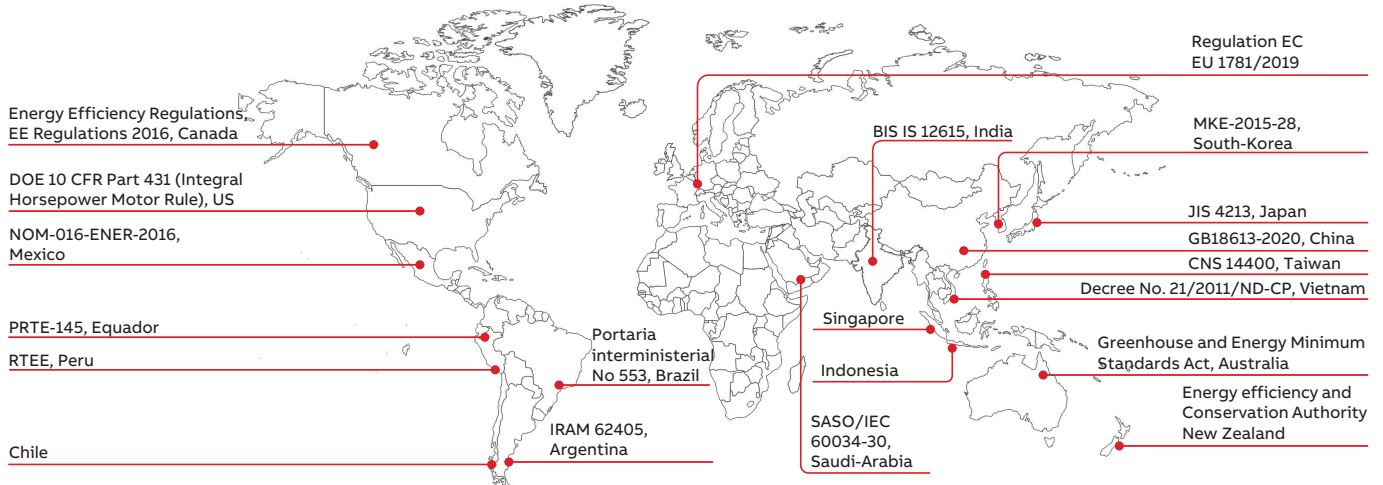 Energy Efficiency Regulations,
EE Regulations 2016, Canada
DOE 10 CFR Part 431 (Integral
Horsepower Motor Rule), US
NOM-016-ENER-2016,
Mexico
PRTE-145, Equador
RTEE, Peru
Chile
Portaria
interministerial
No 553, Brazil
IRAM 62405,
Argentina
Regulation EC
EU 1781/2019
BIS IS 12615, India
MKE-2015-28,
South-Korea
JIS 4213, Japan
GB18613-2020, China
CNS 14400, Taiwan
Decree No. 21/2011/ND-CP, Vietnam
Singapore
Indonesia
SASO/IEC
60034-30,
Saudi-Arabia
Greenhouse and Energy Minimum
Standards Act, Australia
Energy efficiency and
Conservation Authority
New Zealand